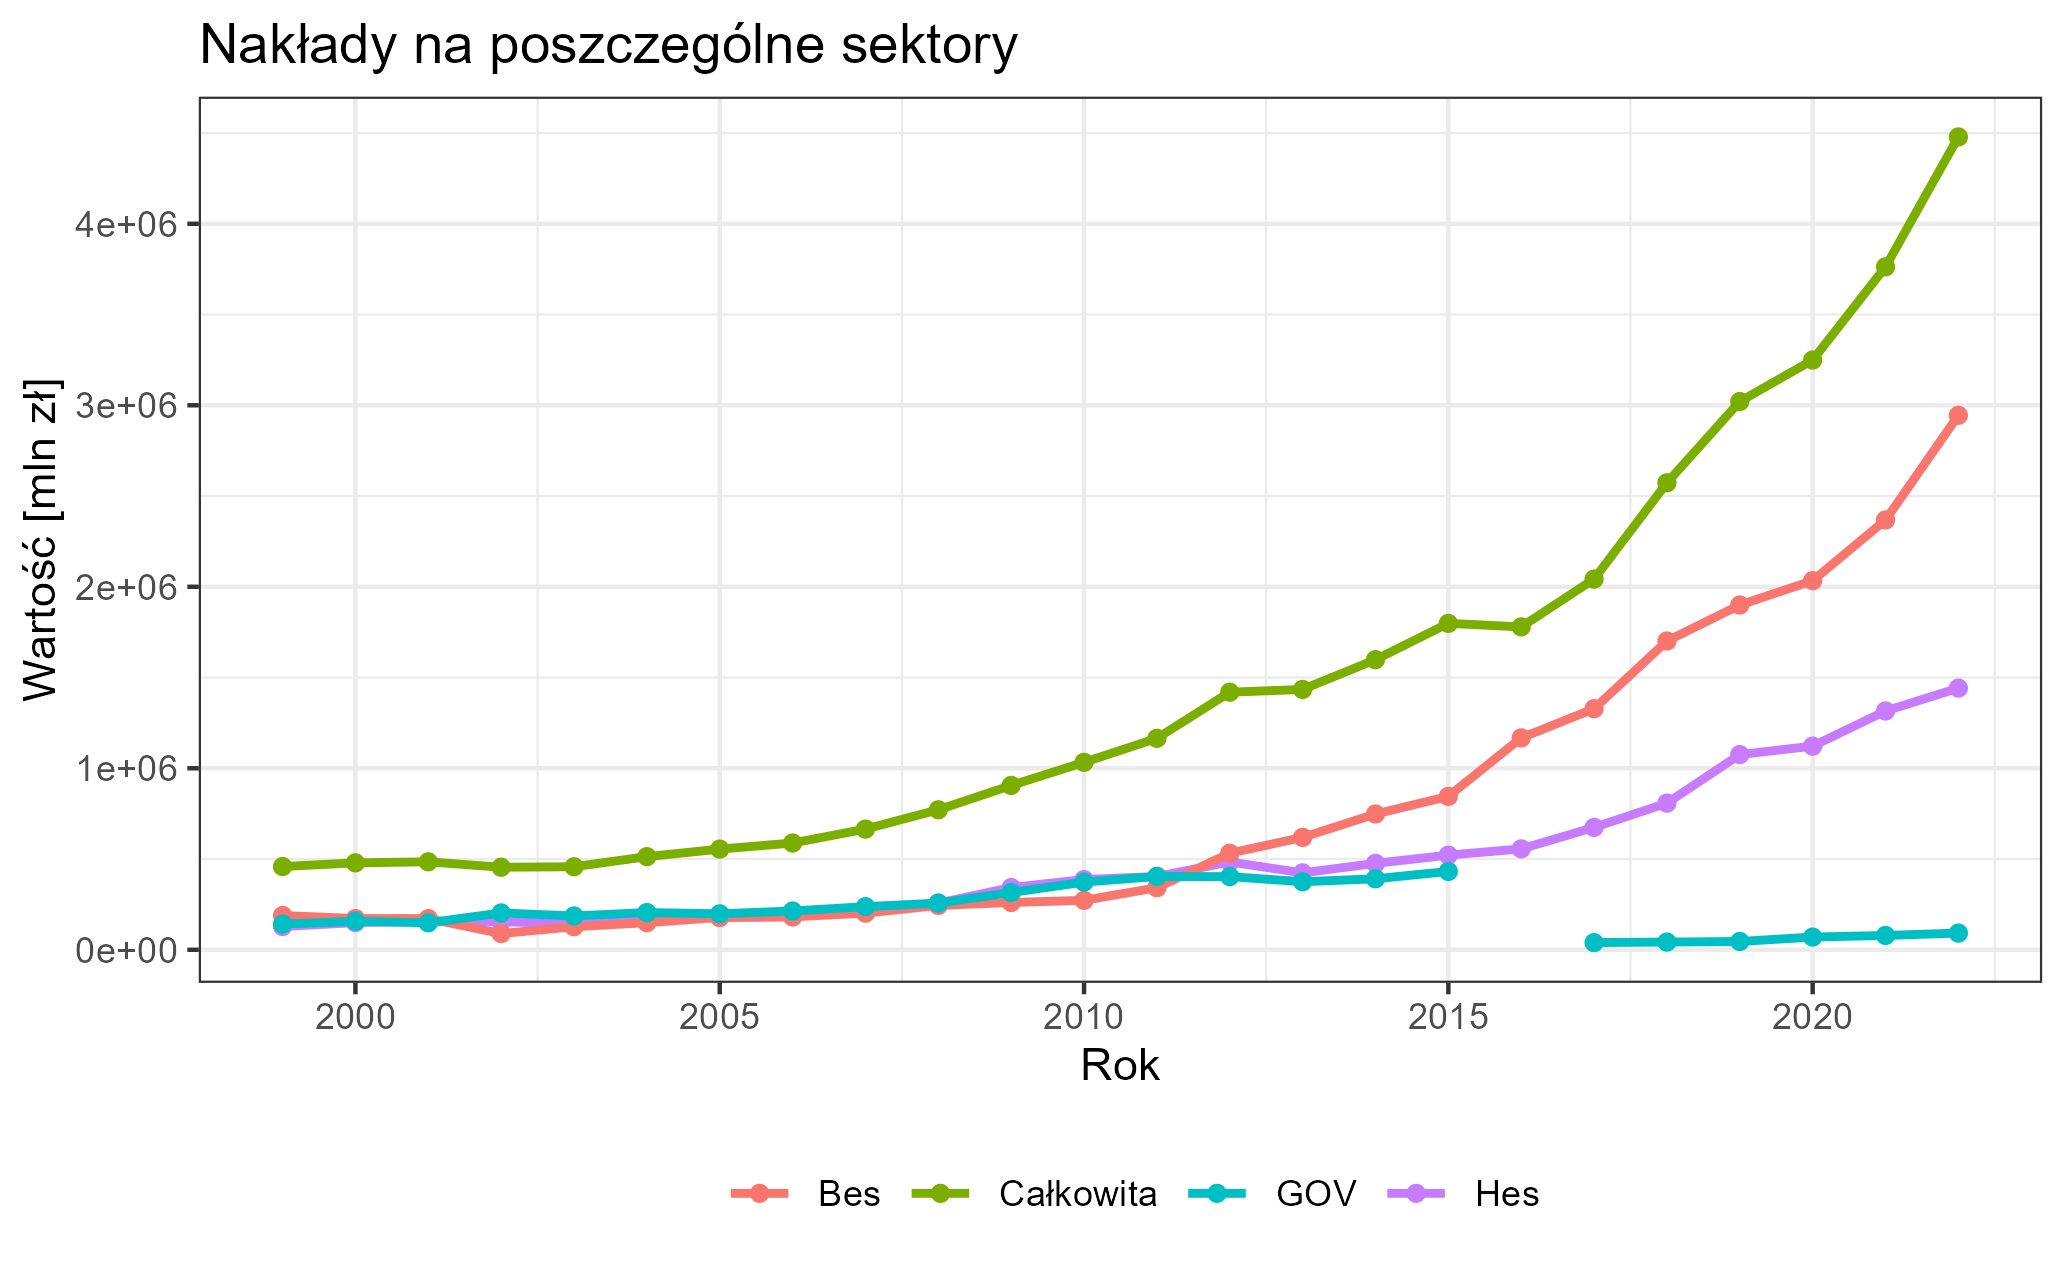 Nakłady na poszczególne sektory
Wartość [mln zł]
4e+06
3e+06
2e+06
1e+06
0e+00
2000 2005 2010 2015 2020
Rok
Bes Całkowita GOV Hes